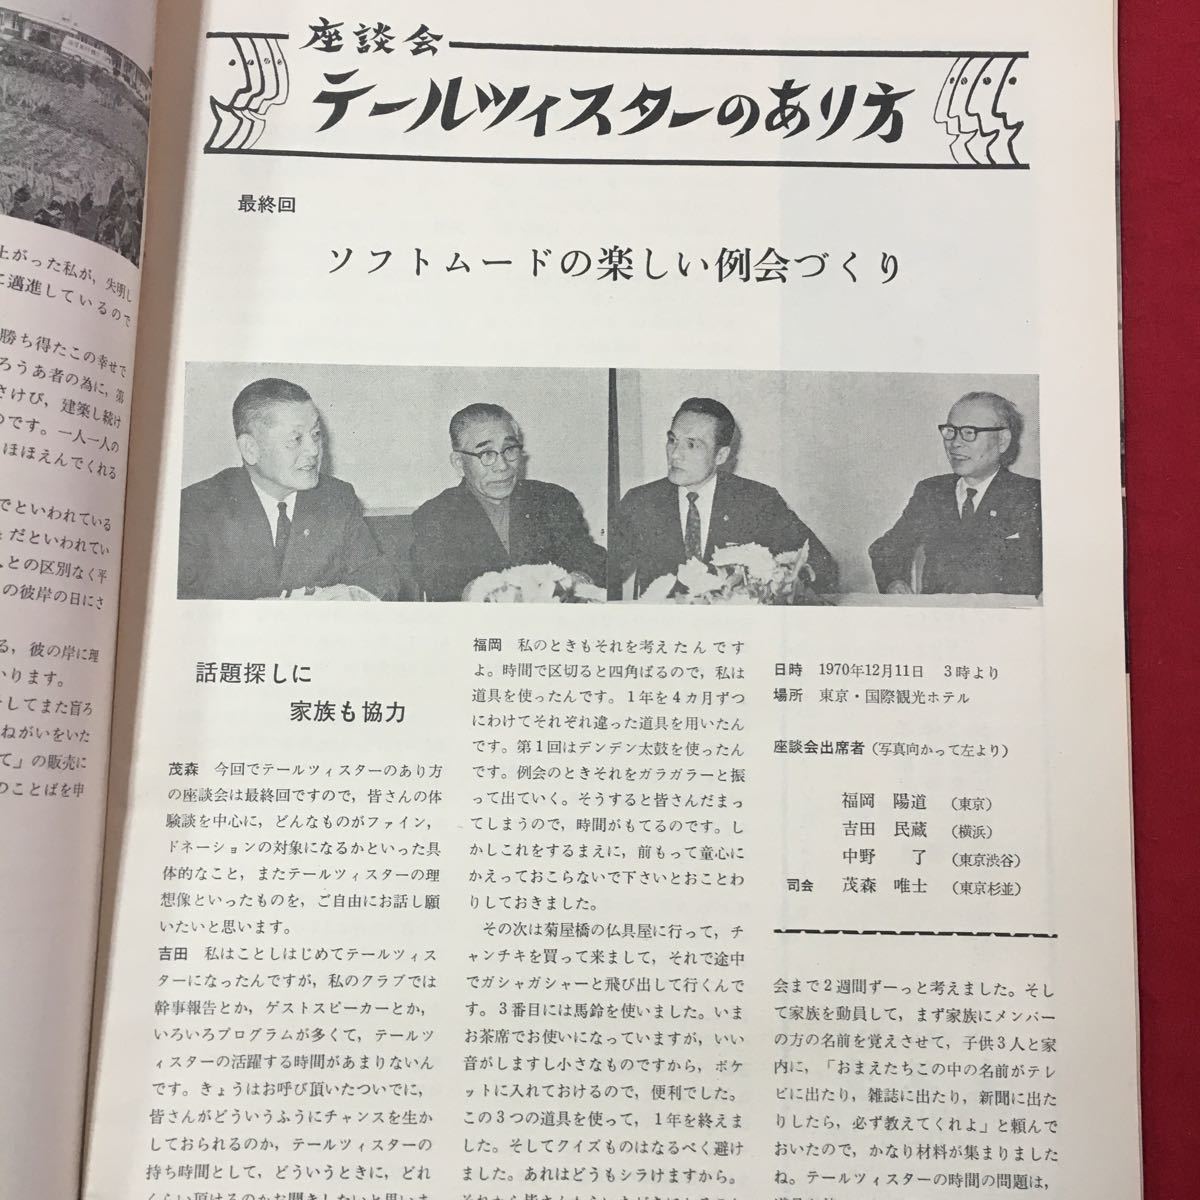 上がった私が，失明し
に邁進しているので
勝ち得たこの幸せで
ろうあ者の為に，第
さけび，建築し続け
のです。一人一人の
ほほえんでくれる
でといわれている
だといわれてい
との区別なく平
の彼岸の日にさ
る，彼の岸に理
いります。
そしてまた盲ろ
ねがいをいた
て」の販売に
のことばを申
座談会
テールツィスターのあり方
最終回
ソフトムードの楽しい例会づくり
話題探しに
家族も協力
茂森　今回でテールツィスターのあり方
の座談会は最終回ですので，皆さんの体
験談を中心に，どんなものがファイン，
ドネーションの対象になるかといった具
体的なこと，またテールツィスターの理
想像といったものを，ご自由にお話し願
いたいと思います。
吉田　私はことしはじめてテールツィス
ターになったんですが，私のクラブでは
幹事報告とか，ゲストスピーカーとか，
いろいろプログラムが多くて，テールツ
ィスターの活躍する時間があまりないん
です。きょうはお呼び頂いたついでに，
皆さんがどういうふうにチャンスを生か
しておられるのか，テールツィスターの
持ち時間として，どういうときに，どれ
くらい頂けるのかお聞きしたいと思いま
福岡　私のときもそれを考えたんです
よ。時間で区切ると四角ばるので，私は
道具を使ったんです。1年を4カ月ずつ
にわけてそれぞれ違った道具を用いたん
です。第1回はデンデン太鼓を使ったん
です。例会のときそれをガラガラーと振
って出ていく。そうすると皆さんだまっ
てしまうので，時間がもてるのです。し
かしこれをするまえに，前もって童心に
かえっておこらないで下さいとおことわ
りしておきました。
その次は菊屋橋の仏具屋に行って，チ
ャンチキを買って来まして，それで途中
でガシャガシャーと飛び出して行くんで
す。3番目には馬鈴を使いました。いま
お茶席でお使いになっていますが，いい
音がしますし小さなものですから，ポケ
ットに入れておけるので，便利でした。
この3つの道具を使って，1年を終えま
した。そしてクイズものはなるべく避け
ました。あれはどうもシラけますから。
日時　1970年12月11日　3時より
場所　東京・国際観光ホテル
座談会出席者（写真向かって左より）
福岡　陽道（東京）
吉田　民蔵（横浜）
中野　了（東京渋谷）
司会　茂森　唯士（東京杉並）
会まで2週間ずーっと考えました。そし
て家族を動員して，まず家族にメンバー
の方の名前を覚えさせて，子供3人と家
内に，「おまえたちこの中の名前がテレ
ビに出たり，雑誌に出たり，新聞に出た
りしたら，必ず教えてくれよ」と頼んで
おいたので，かなり材料が集まりました
ね。テールツィスターの時間の問題は，